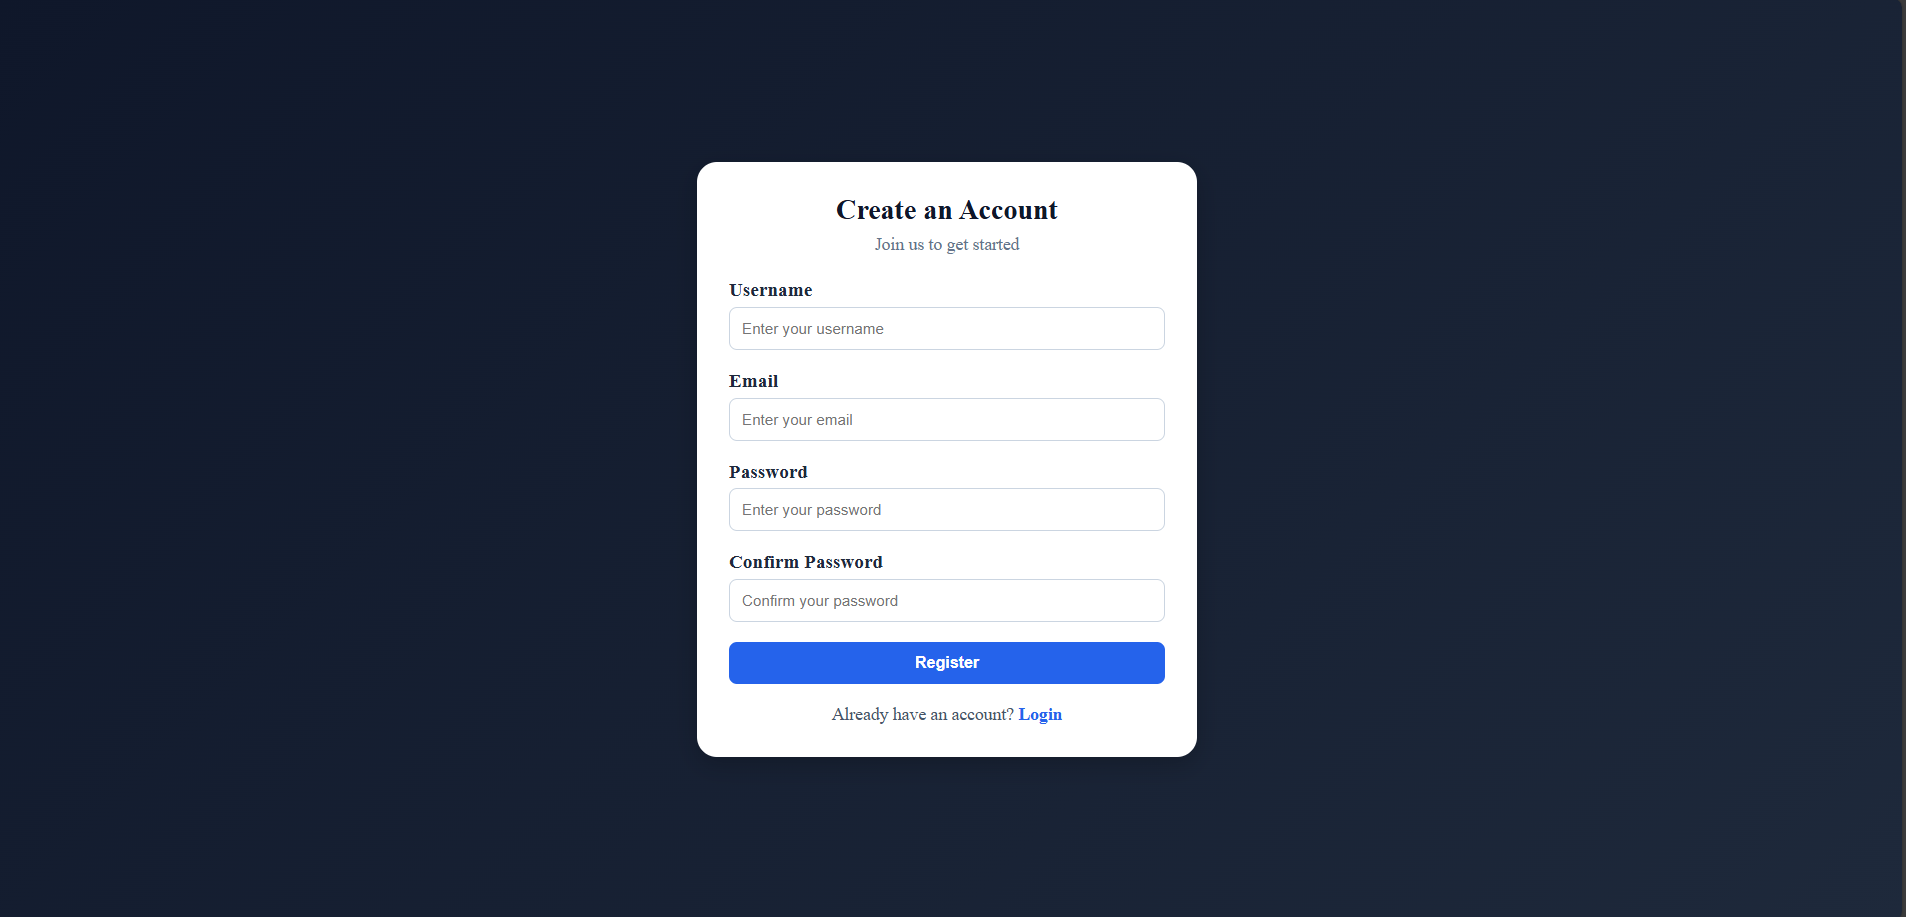 Create an Account
Join us to get started
Username
Enter your username
Email
Enter your email
Password
Enter your password
Confirm Password
Confirm your password
Register
Already have an account? Login